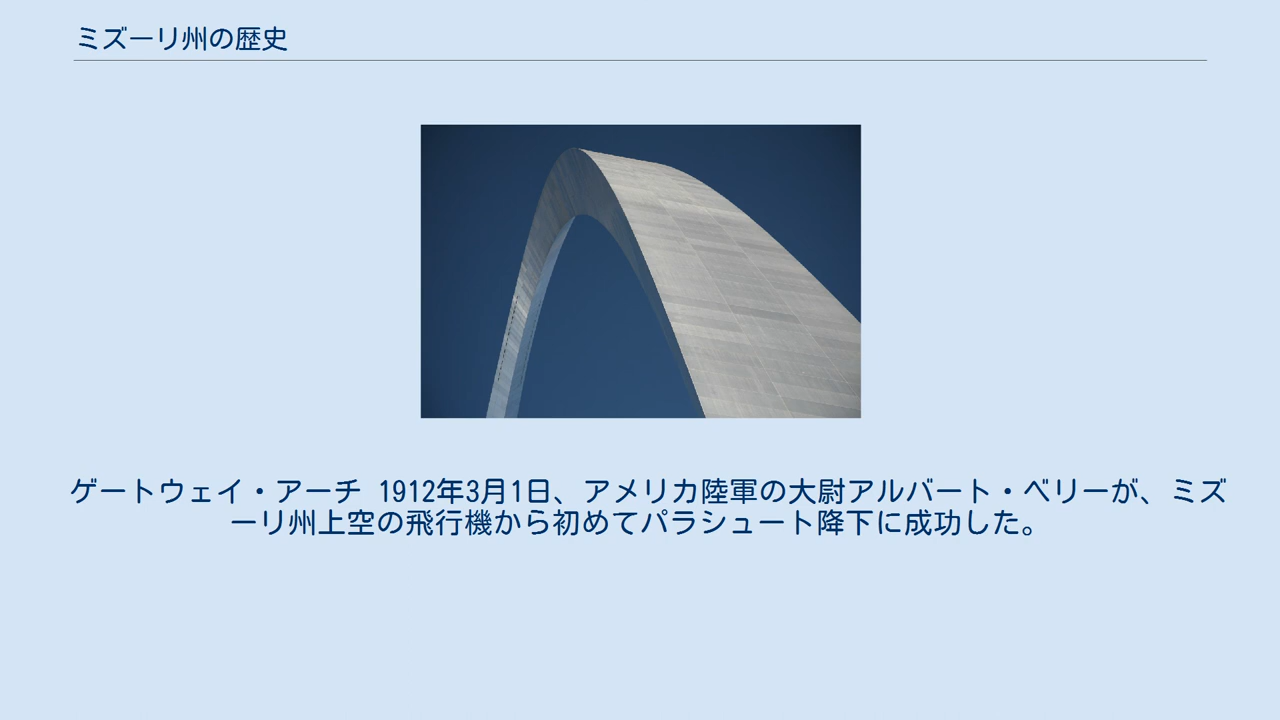 ミズーリ州の歴史
ゲートウェイ・アーチ 1912年3月1日、アメリカ陸軍の大尉アルバート・ベリーが、ミズ
ーリ州上空の飛行機から初めてパラシュート降下に成功した。